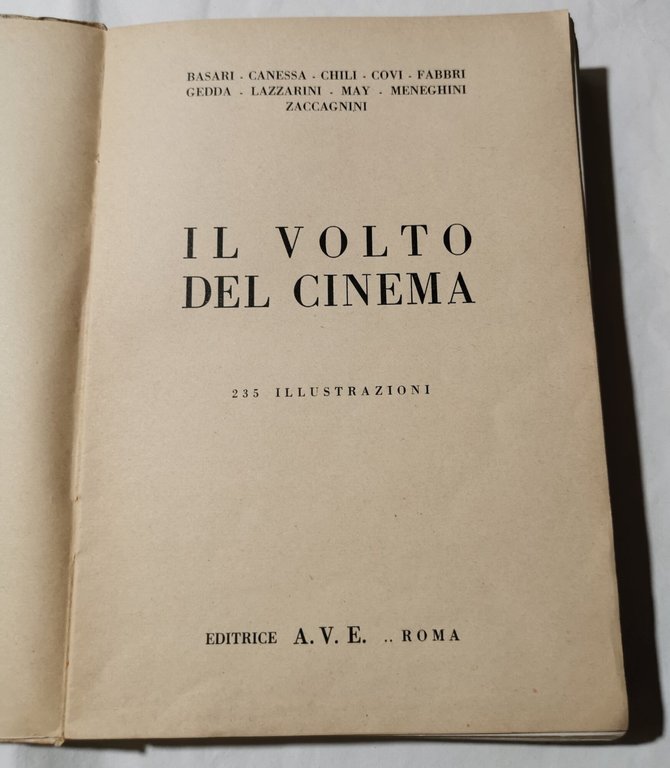 BASARI - CANESSA - CHILI - COVI - FABBRI
GEDDA - LAZZARINI - MAY - MENEGHINI
ZACCAGNINI
IL VOLTO
DEL CINEMA
235 ILLUSTRAZIONI
EDITRICE A. V. E. .. ROMA